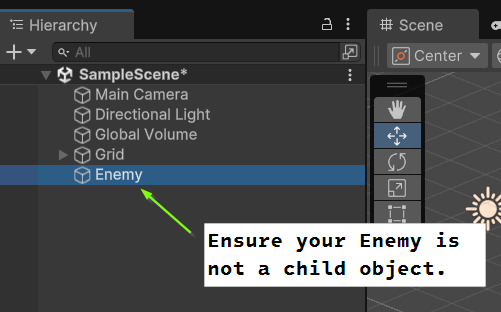 Hierarchy
Scene
All
Center
SampleScene*
Main Camera
Directional Light
Global Volume
Grid
Enemy
Ensure your Enemy is
not a child object.